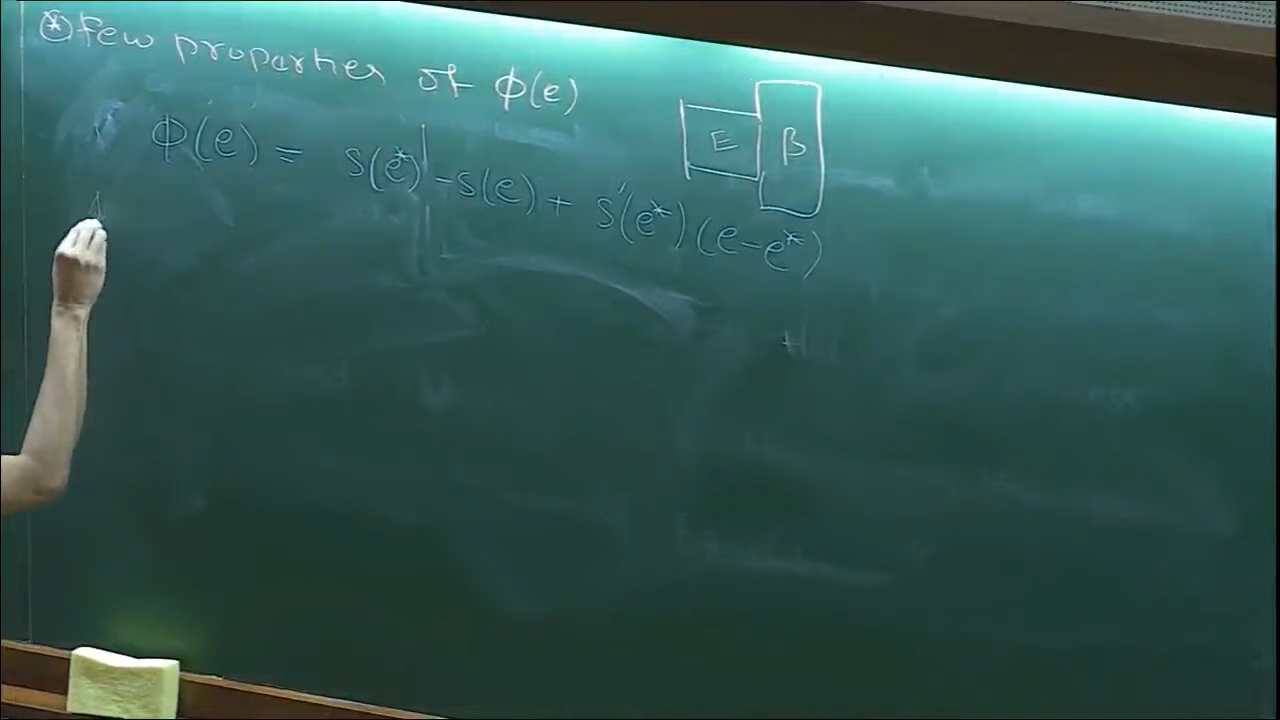 * few properties of Φ(e)
Φ(e) = s(e*) - s(e) + s'(e*)(e-e*)
E β